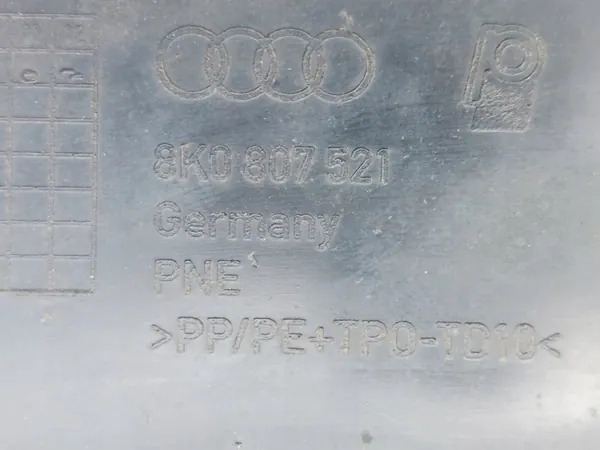 8K0 807 521
Germany
PNE
>PP/PE+TPO-TD10<